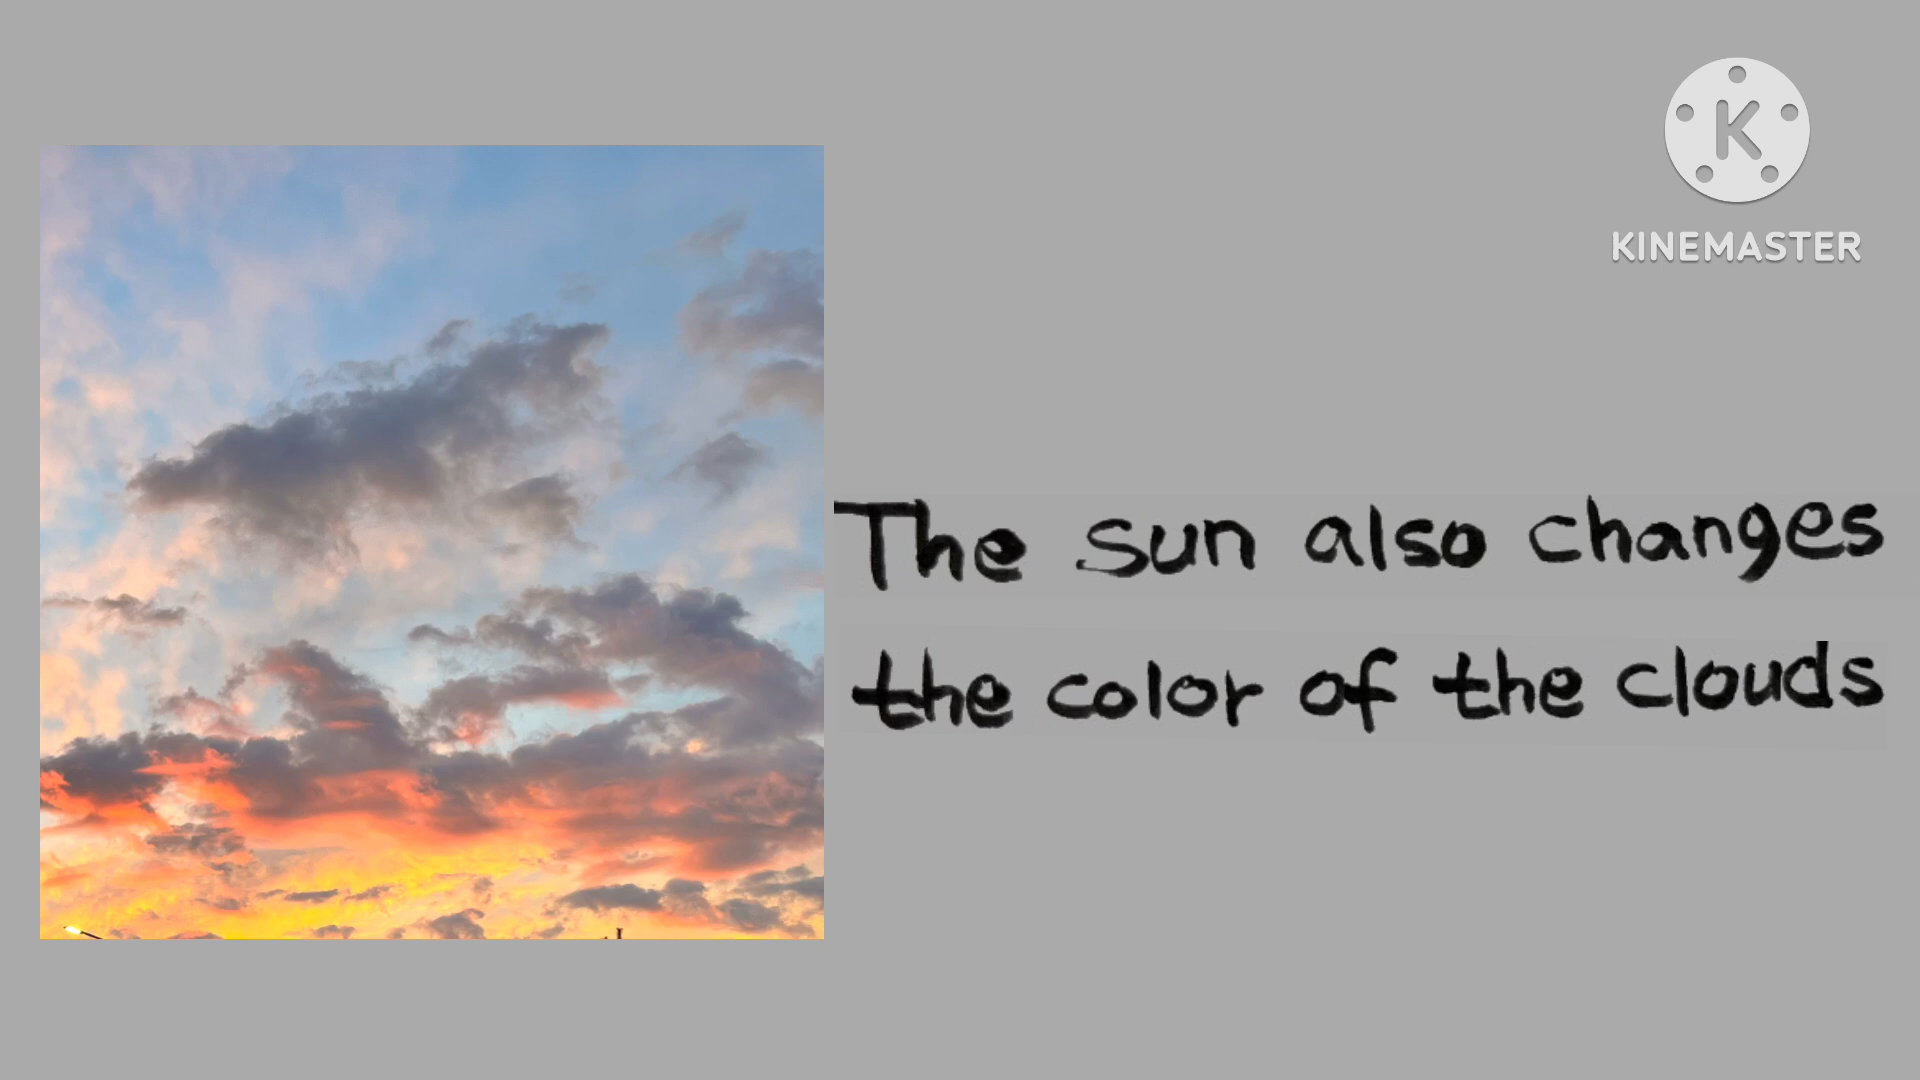 K
KINEMASTER
The sun also changes
the color of the clouds